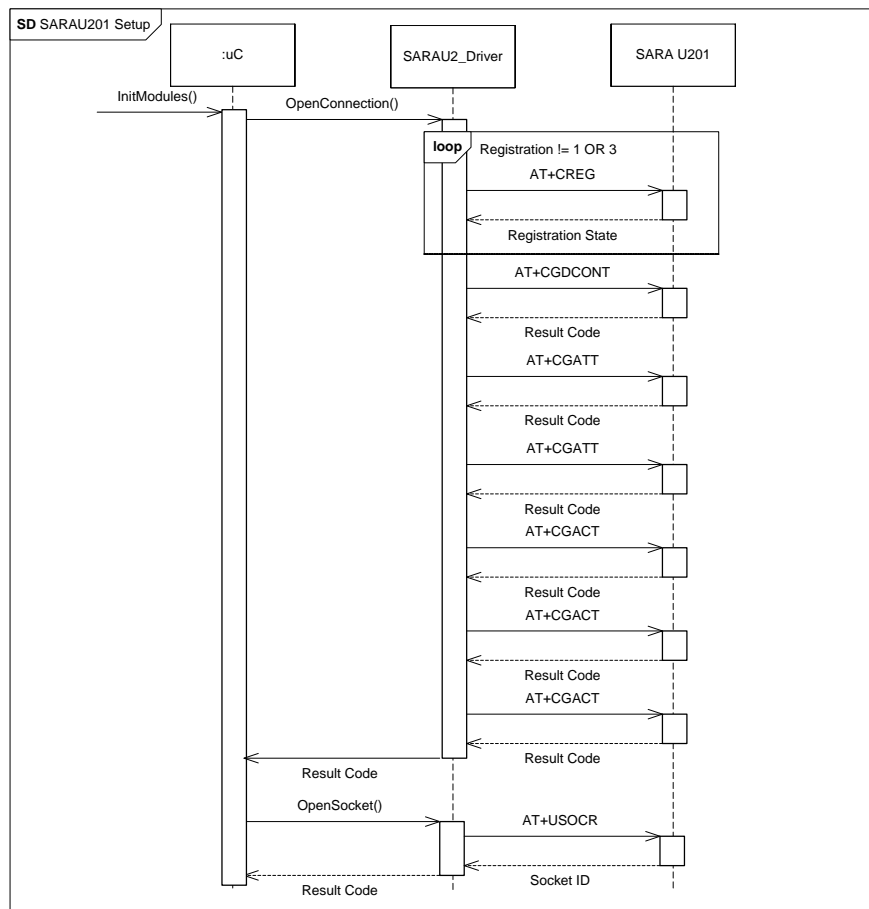 SD SARAU201 Setup
:uC
SARAU2_Driver
SARA U201
InitModules()
OpenConnection()
loop
Registration != 1 OR 3
AT+CREG
Registration State
AT+CGDCONT
Result Code
AT+CGATT
Result Code
AT+CGATT
Result Code
AT+CGACT
Result Code
AT+CGACT
Result Code
AT+CGACT
Result Code
Result Code
OpenSocket()
AT+USOCR
Socket ID
Result Code